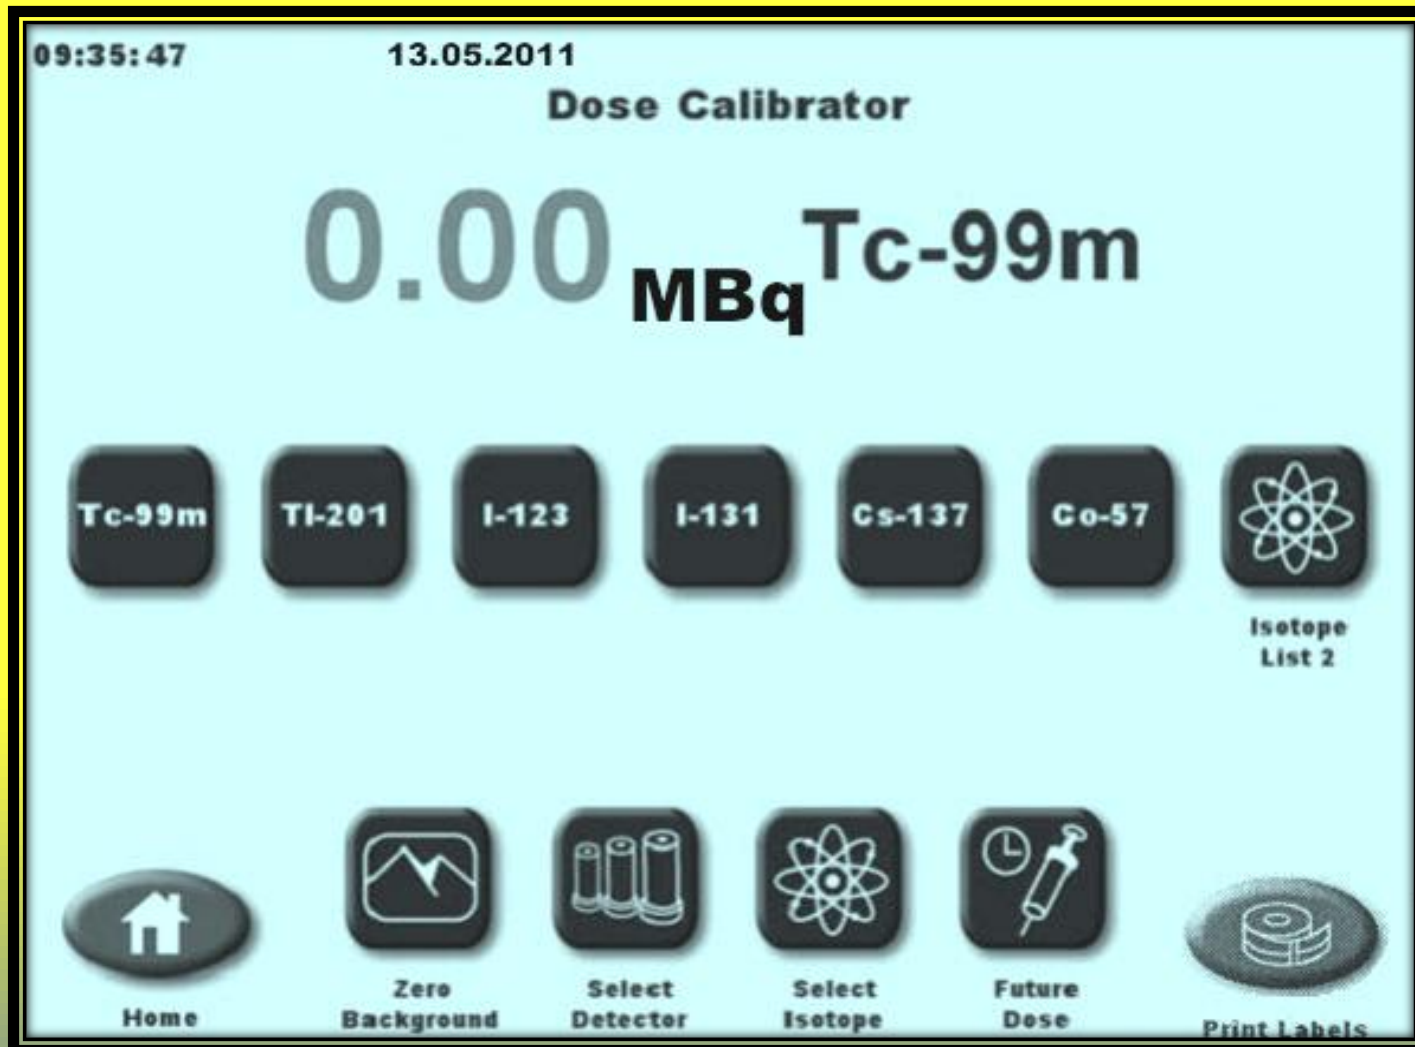 09:35:47 13.05.2011
Dose Calibrator
0.00 MBq Tc-99m
Tc-99m Tl-201 I-123 I-131 Cs-137 Co-57
Isotope
List 2
Home
Zero
Background
Select
Detector
Select
Isotope
Future
Dose
Print Labels